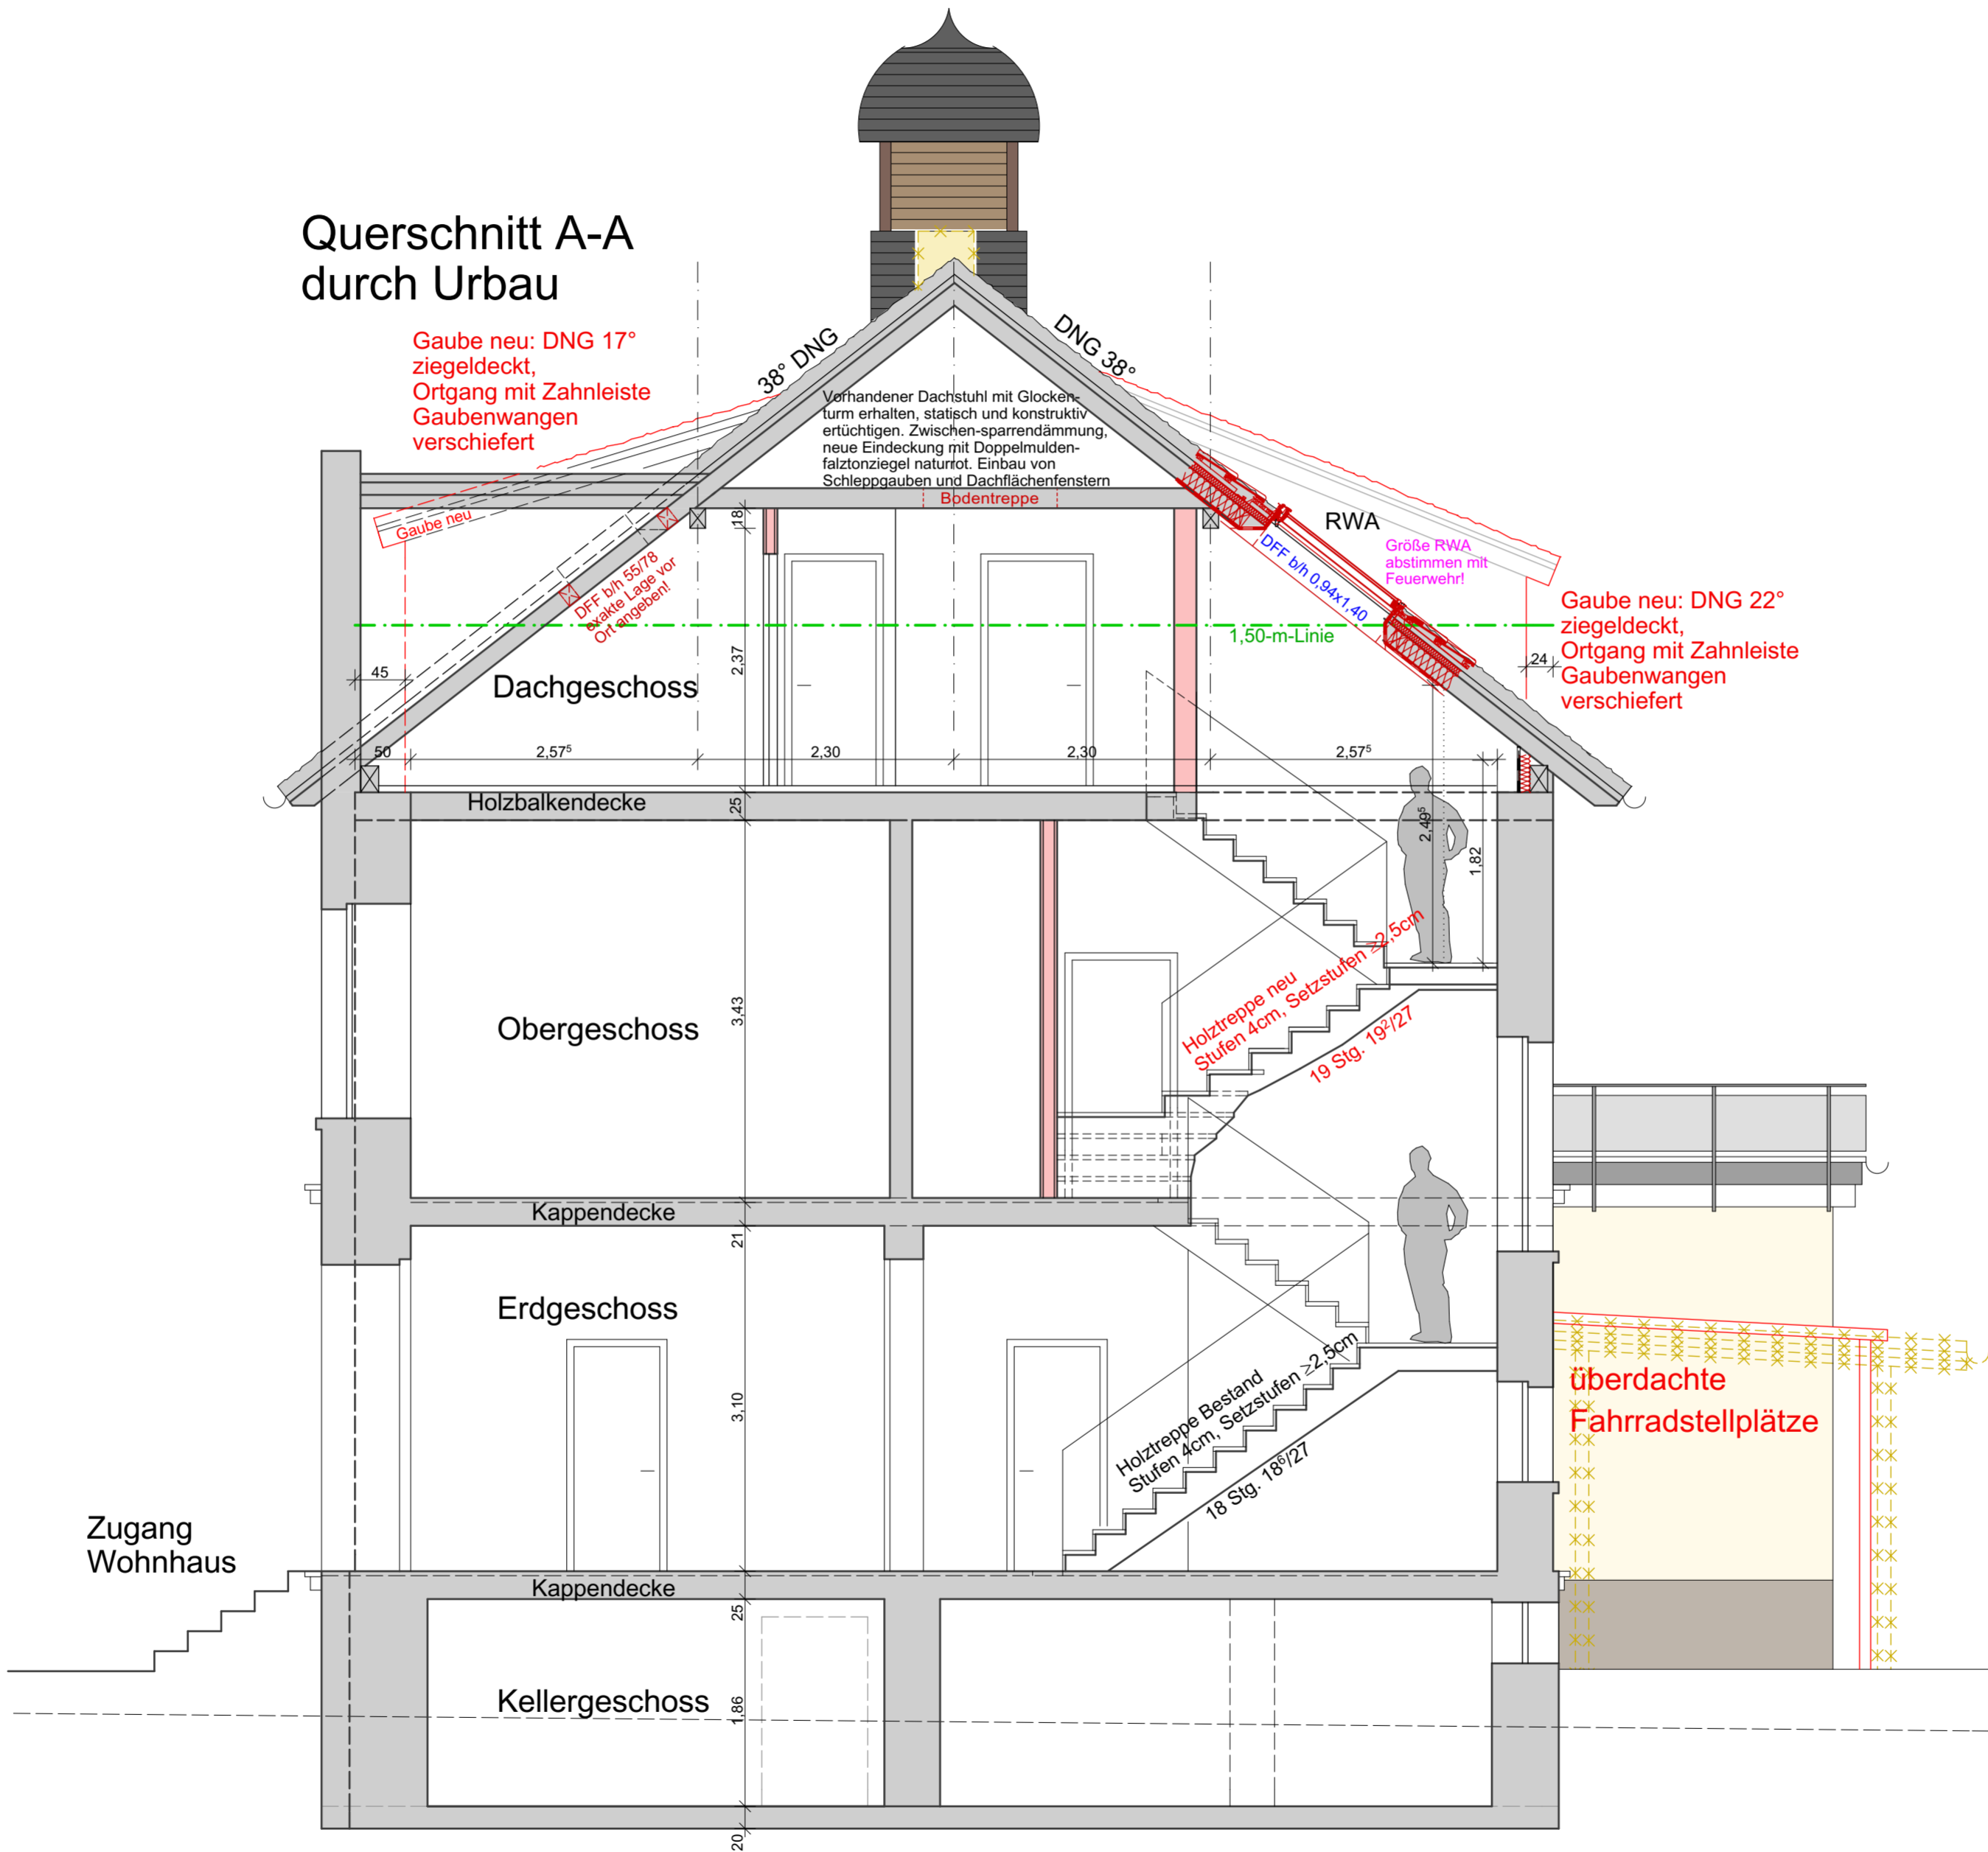 Querschnitt A-A
durch Urbau
Gaube neu: DNG 17°
ziegeldeckt,
Ortgang mit Zahnleiste
Gaubenwangen
verschiefert
38° DNG
DNG 38°
Vorhandener Dachstuhl mit Glocken-
turm erhalten, statisch und konstruktiv
ertüchtigen. Zwischen-sparrendämmung,
neue Eindeckung mit Doppelmulden-
falztonziegel naturrot. Einbau von
Schleppgauben und Dachflächenfenstern
Bodentreppe
Gaube neu
18
RWA
Größe RWA
abstimmen mit
Feuerwehr!
DFF b/h 55/78
exakte Lage vor
Ort angeben!
DFF b/h 0,94x1,40
1,50-m-Linie
Gaube neu: DNG 22°
ziegeldeckt,
Ortgang mit Zahnleiste
Gaubenwangen
verschiefert
45
2,37
24
Dachgeschoss
50
2,57⁵
2,30
2,30
2,57⁵
Holzbalkendecke
25
2,49⁵
1,82
Obergeschoss
3,43
Holztreppe neu
Stufen 4cm, Setzstufen ≥2,5cm
19 Stg. 19²/27
Kappendecke
21
Erdgeschoss
3,10
Holztreppe Bestand
Stufen 4cm, Setzstufen ≥2,5cm
18 Stg. 18⁶/27
überdachte
Fahrradstellplätze
Zugang
Wohnhaus
Kappendecke
25
Kellergeschoss
1,86
20